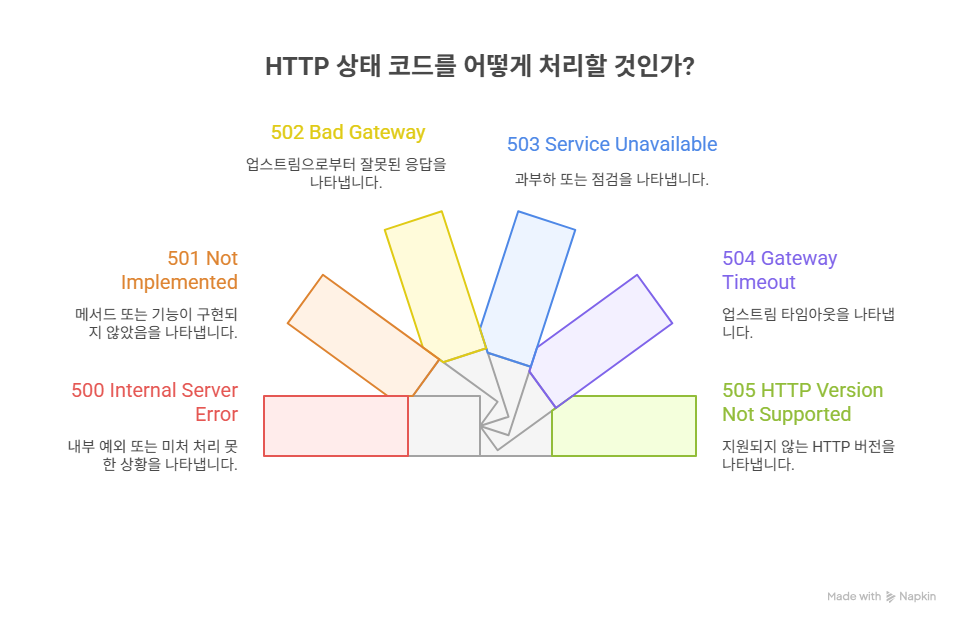 HTTP 상태 코드를 어떻게 처리할 것인가?
502 Bad Gateway
업스트림으로부터 잘못된 응답을
나타냅니다.
503 Service Unavailable
과부하 또는 점검을 나타냅니다.
501 Not
Implemented
메서드 또는 기능이 구현되
지 않았음을 나타냅니다.
504 Gateway
Timeout
업스트림 타임아웃을 나타냅
니다.
500 Internal Server
Error
내부 예외 또는 미처 처리 못
한 상황을 나타냅니다.
505 HTTP Version
Not Supported
지원되지 않는 HTTP 버전을
나타냅니다.
Made with Napkin